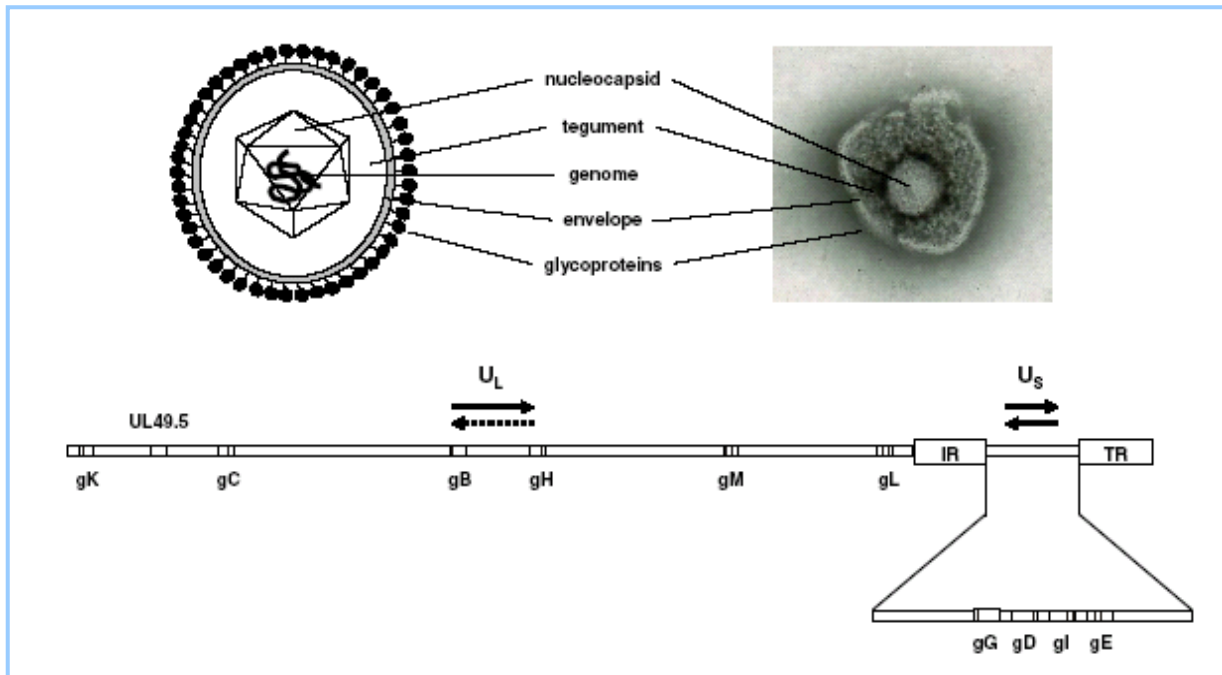 nucleocapsid
tegument
genome
envelope
glycoproteins
UL49.5
UL
US
IR
TR
gK
gC
gB
gH
gM
gL
gG
gD
gI
gE